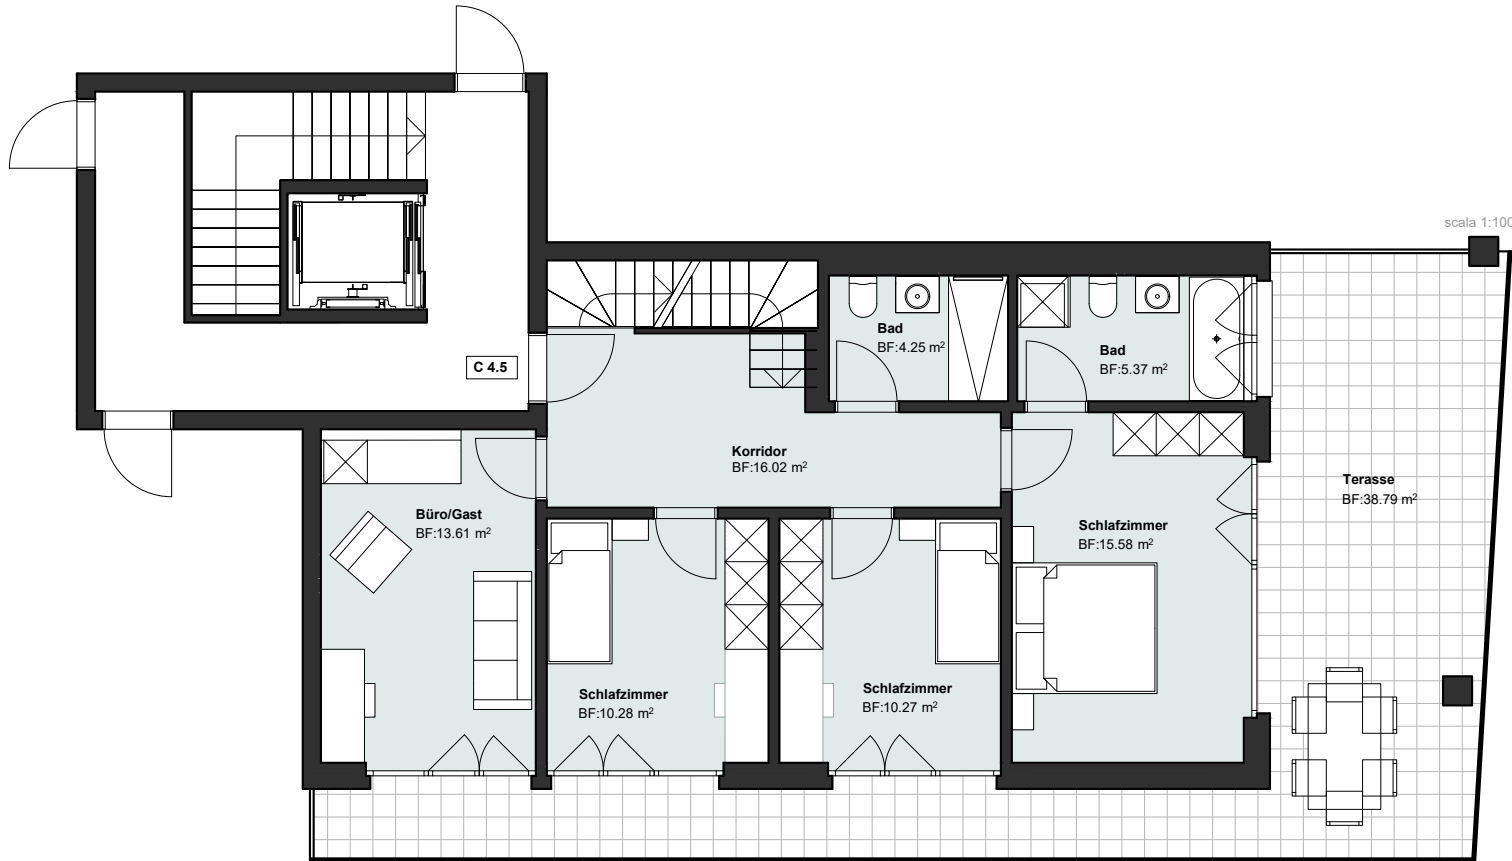 scala 1:100
C 4.5
Bad
BF:4.25 m²
Bad
BF:5.37 m²
Korridor
BF:16.02 m²
Terasse
BF:38.79 m²
Büro/Gast
BF:13.61 m²
Schlafzimmer
BF:15.58 m²
Schlafzimmer
BF:10.28 m²
Schlafzimmer
BF:10.27 m²